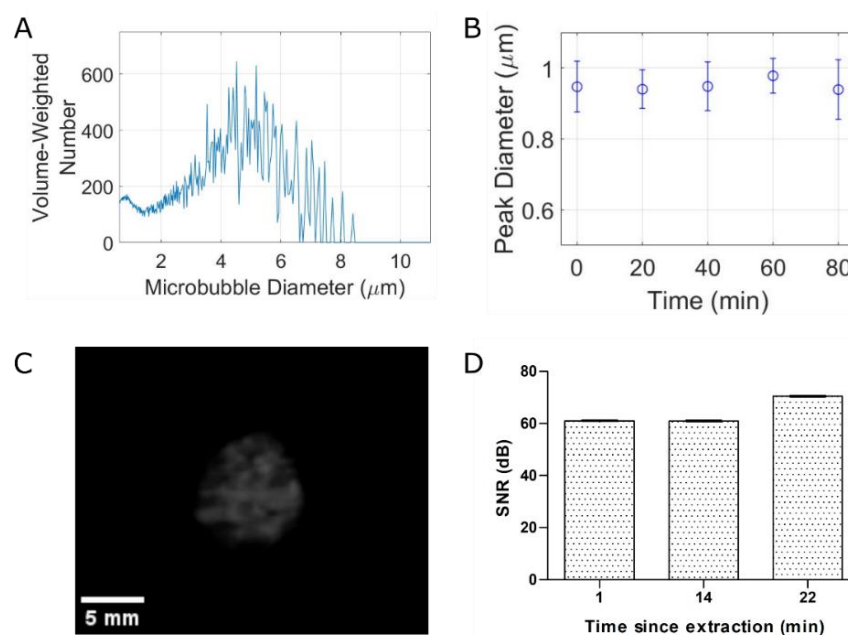 A
Volume-Weighted
Number
600
400
200
0
2 4 6 8 10
Microbubble Diameter (μm)
B
Peak Diameter (μm)
1
0.8
0.6
0 20 40 60 80
Time (min)
C
5 mm
D
SNR (dB)
80
60
40
20
0
1 14 22
Time since extraction (min)